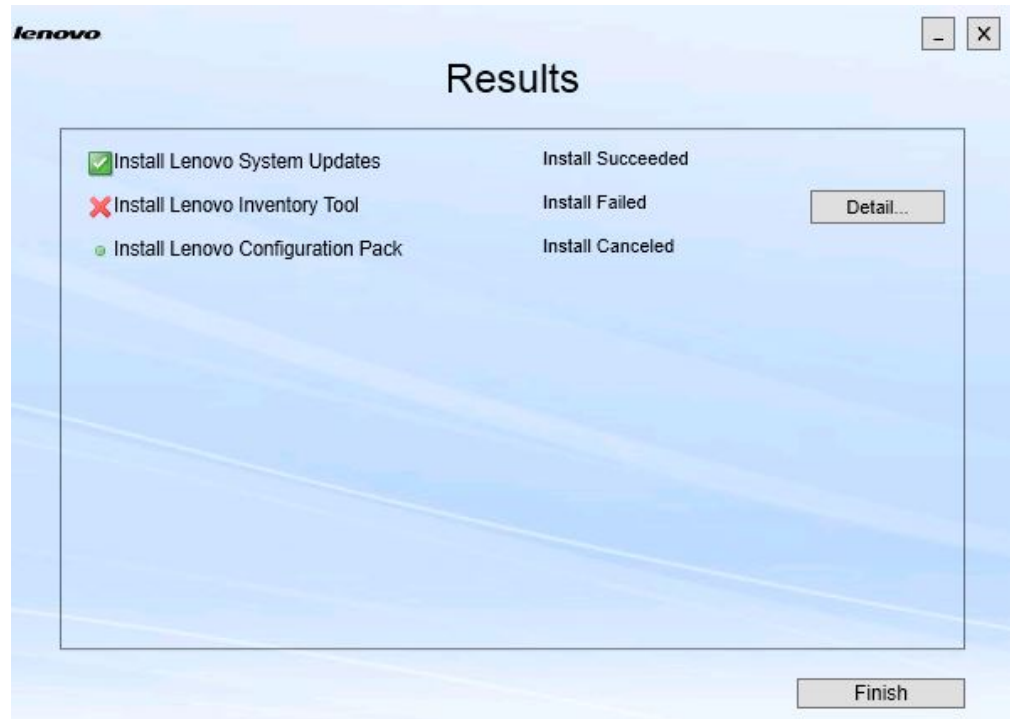 lenovo
_ X
Results
Install Lenovo System Updates Install Succeeded
Install Lenovo Inventory Tool Install Failed Detail...
Install Lenovo Configuration Pack Install Canceled
Finish